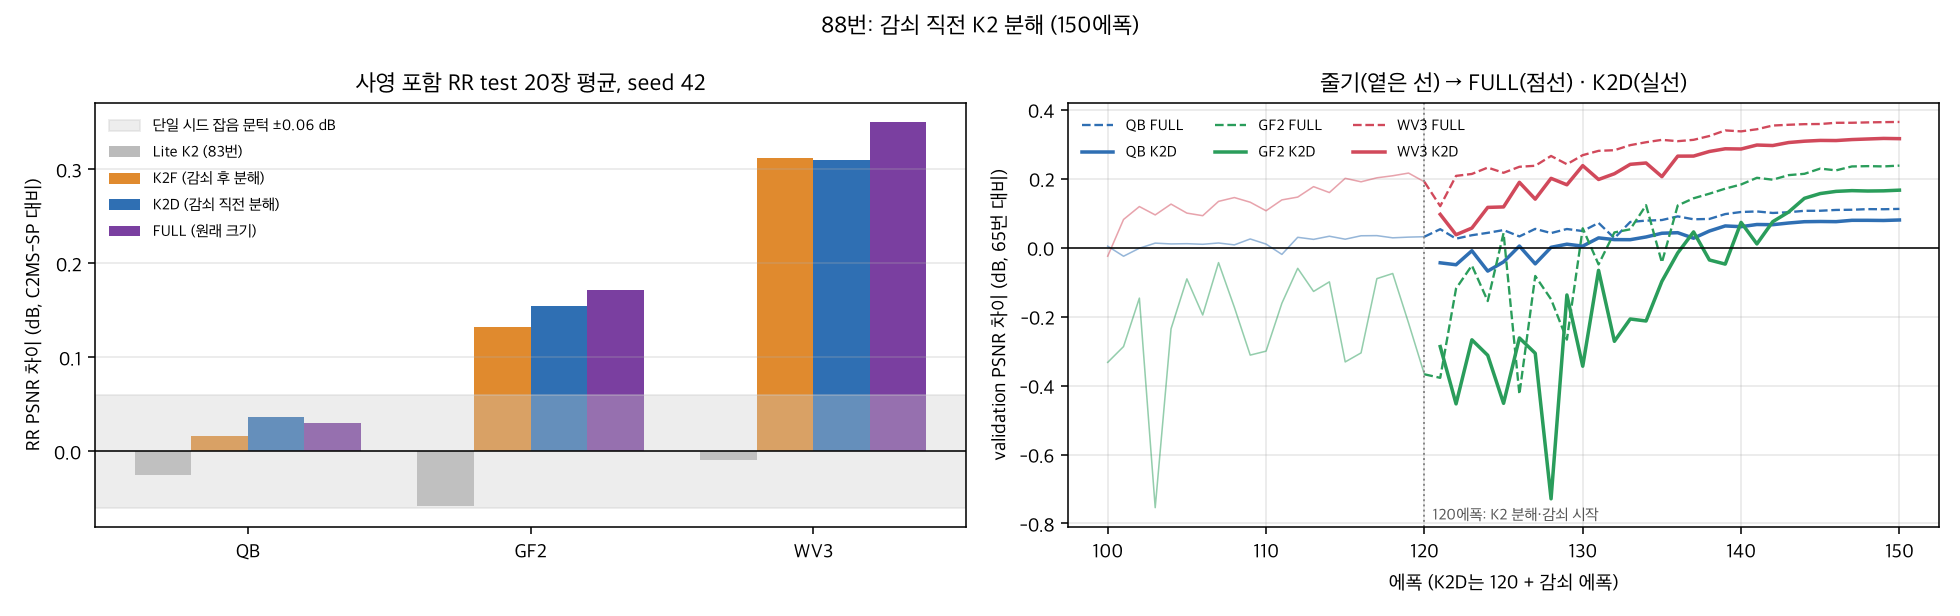 88번: 감쇠 직전 K2 분해 (150에폭)
사영 포함 RR test 20장 평균, seed 42
단일 시드 잡음 문턱 ±0.06 dB
Lite K2 (83번)
K2F (감쇠 후 분해)
K2D (감쇠 직전 분해)
FULL (원래 크기)
RR PSNR 차이 (dB, C2MS-SP 대비)
0.3
0.2
0.1
0.0
QB
GF2
WV3
줄기(옅은 선) → FULL(점선) · K2D(실선)
QB FULL
GF2 FULL
WV3 FULL
QB K2D
GF2 K2D
WV3 K2D
validation PSNR 차이 (dB, 65번 대비)
0.4
0.2
0.0
-0.2
-0.4
-0.6
-0.8
120에폭: K2 분해·감쇠 시작
100
110
120
130
140
150
에폭 (K2D는 120 + 감쇠 에폭)